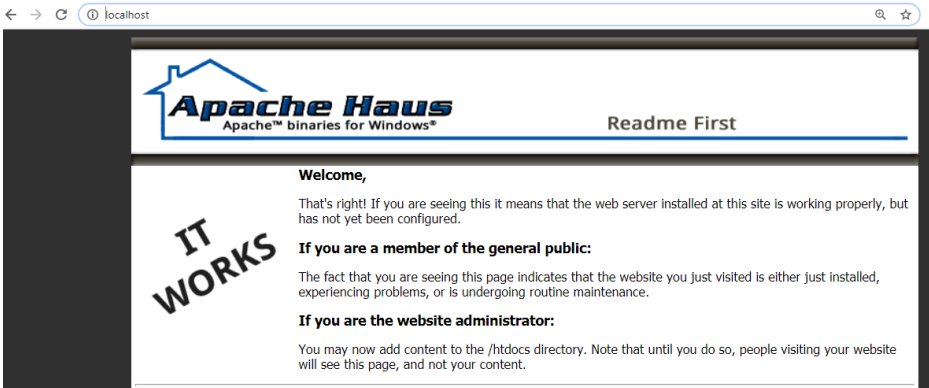 localhost
Apache Haus
Apache™ binaries for Windows®
Readme First
IT
WORKS
Welcome,
That's right! If you are seeing this it means that the web server installed at this site is working properly, but
has not yet been configured.
If you are a member of the general public:
The fact that you are seeing this page indicates that the website you just visited is either just installed,
experiencing problems, or is undergoing routine maintenance.
If you are the website administrator:
You may now add content to the /htdocs directory. Note that until you do so, people visiting your website
will see this page, and not your content.